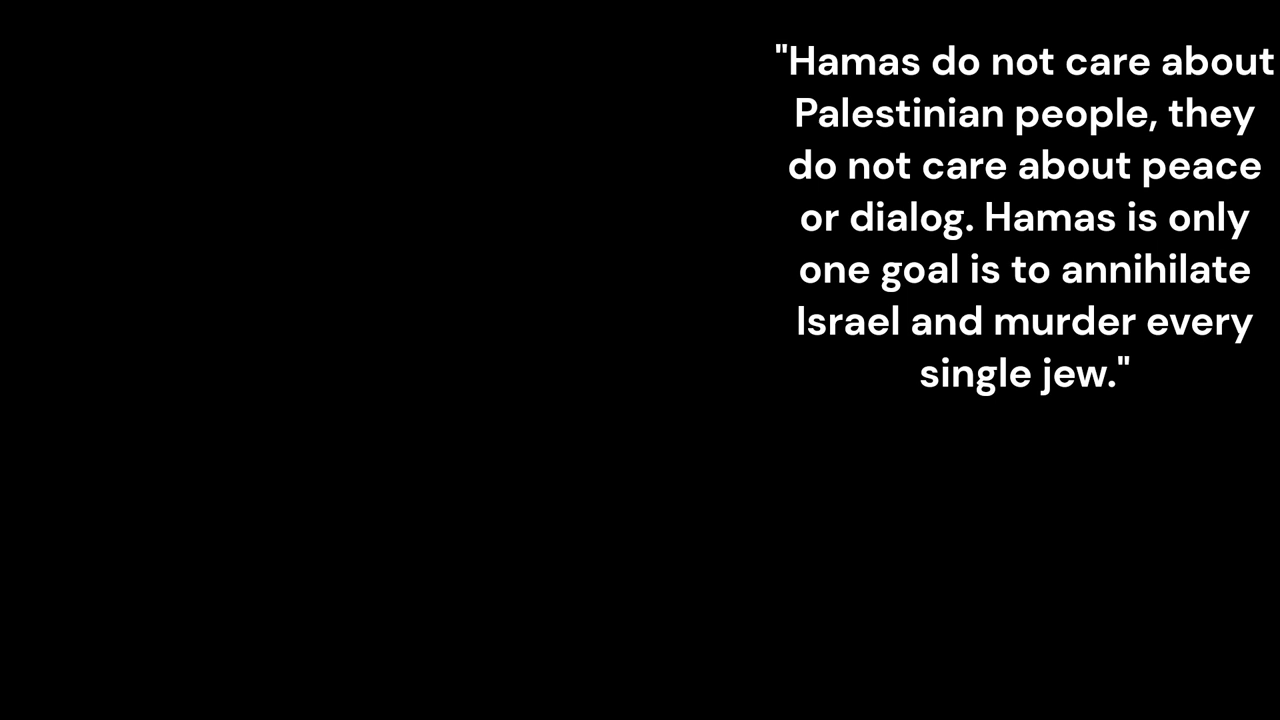 "Hamas do not care about
Palestinian people, they
do not care about peace
or dialog. Hamas is only
one goal is to annihilate
Israel and murder every
single jew."